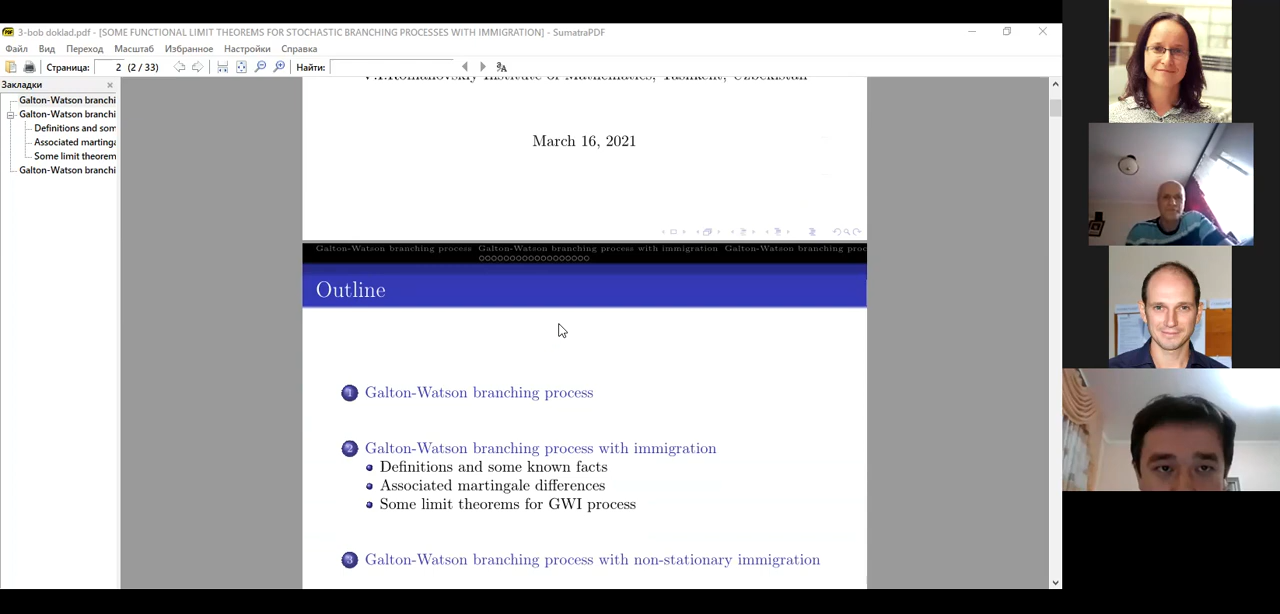 3-bob doklad.pdf - [SOME FUNCTIONAL LIMIT THEOREMS FOR STOCHASTIC BRANCHING PROCESSES WITH IMMIGRATION] - SumatraPDF
Файл Вид Переход Масштаб Избранное Настройки Справка
Страница: 2 (2 / 33) Найти:
Закладки
Galton-Watson branchi
Galton-Watson branchi
Definitions and som
Associated marting
Some limit theorem
Galton-Watson branchi
V.I.Romanovskiy Institute of Mathematics, Tashkent, Uzbekistan
March 16, 2021
Galton-Watson branching process Galton-Watson branching process with immigration Galton-Watson branching proc
Outline
1 Galton-Watson branching process
2 Galton-Watson branching process with immigration
Definitions and some known facts
Associated martingale differences
Some limit theorems for GWI process
3 Galton-Watson branching process with non-stationary immigration